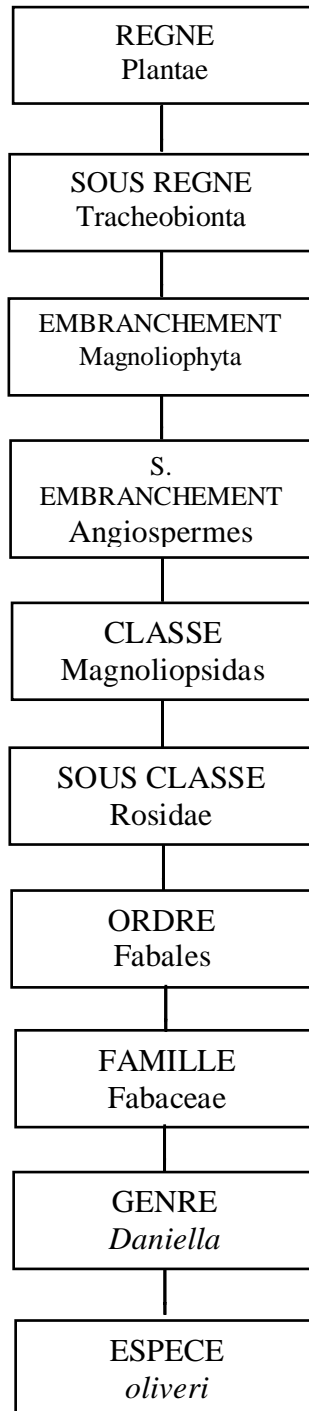 REGNE
Plantae
SOUS REGNE
Tracheobionta
EMBRANCHEMENT
Magnoliophyta
S.
EMBRANCHEMENT
Angiospermes
CLASSE
Magnoliopsidas
SOUS CLASSE
Rosidae
ORDRE
Fabales
FAMILLE
Fabaceae
GENRE
Daniella
ESPECE
oliveri